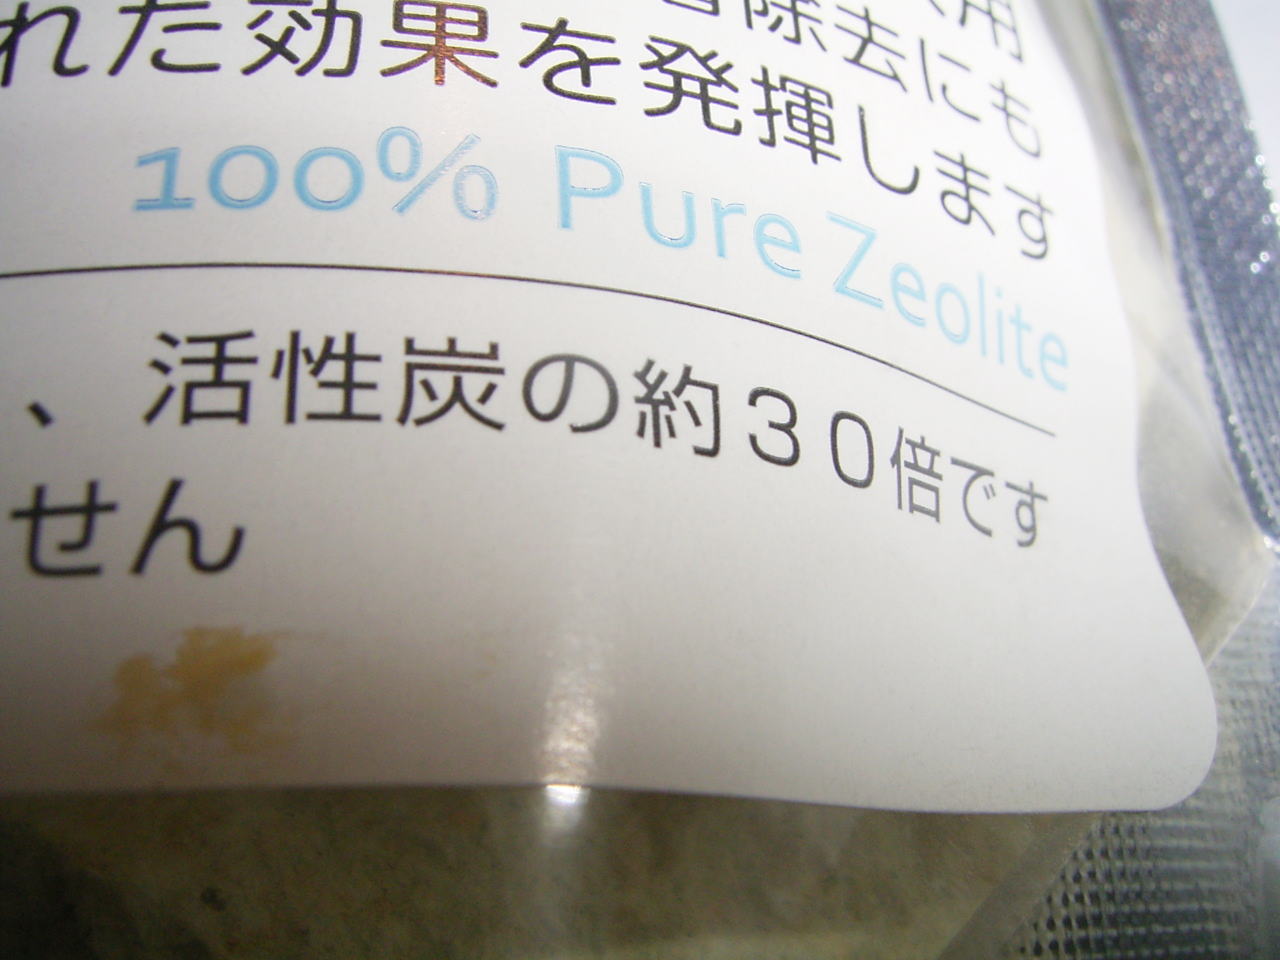 用
除去にも
れた効果を発揮します
100% Pure Zeolite
、活性炭の約30倍です
せん